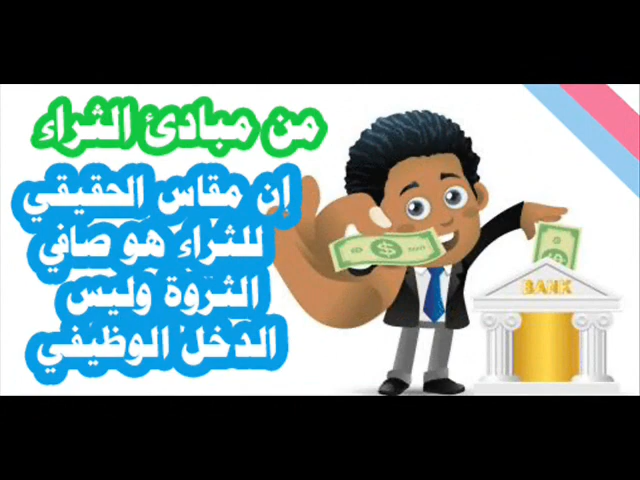 من مبادئ الثراء
إن مقاس الحقيقي
للثراء هو صافي
الثروة وليس
الدخل الوظيفي
BANK